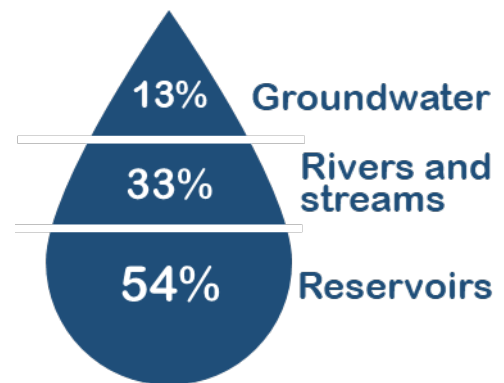 13% Groundwater
33% Rivers and
streams
54% Reservoirs